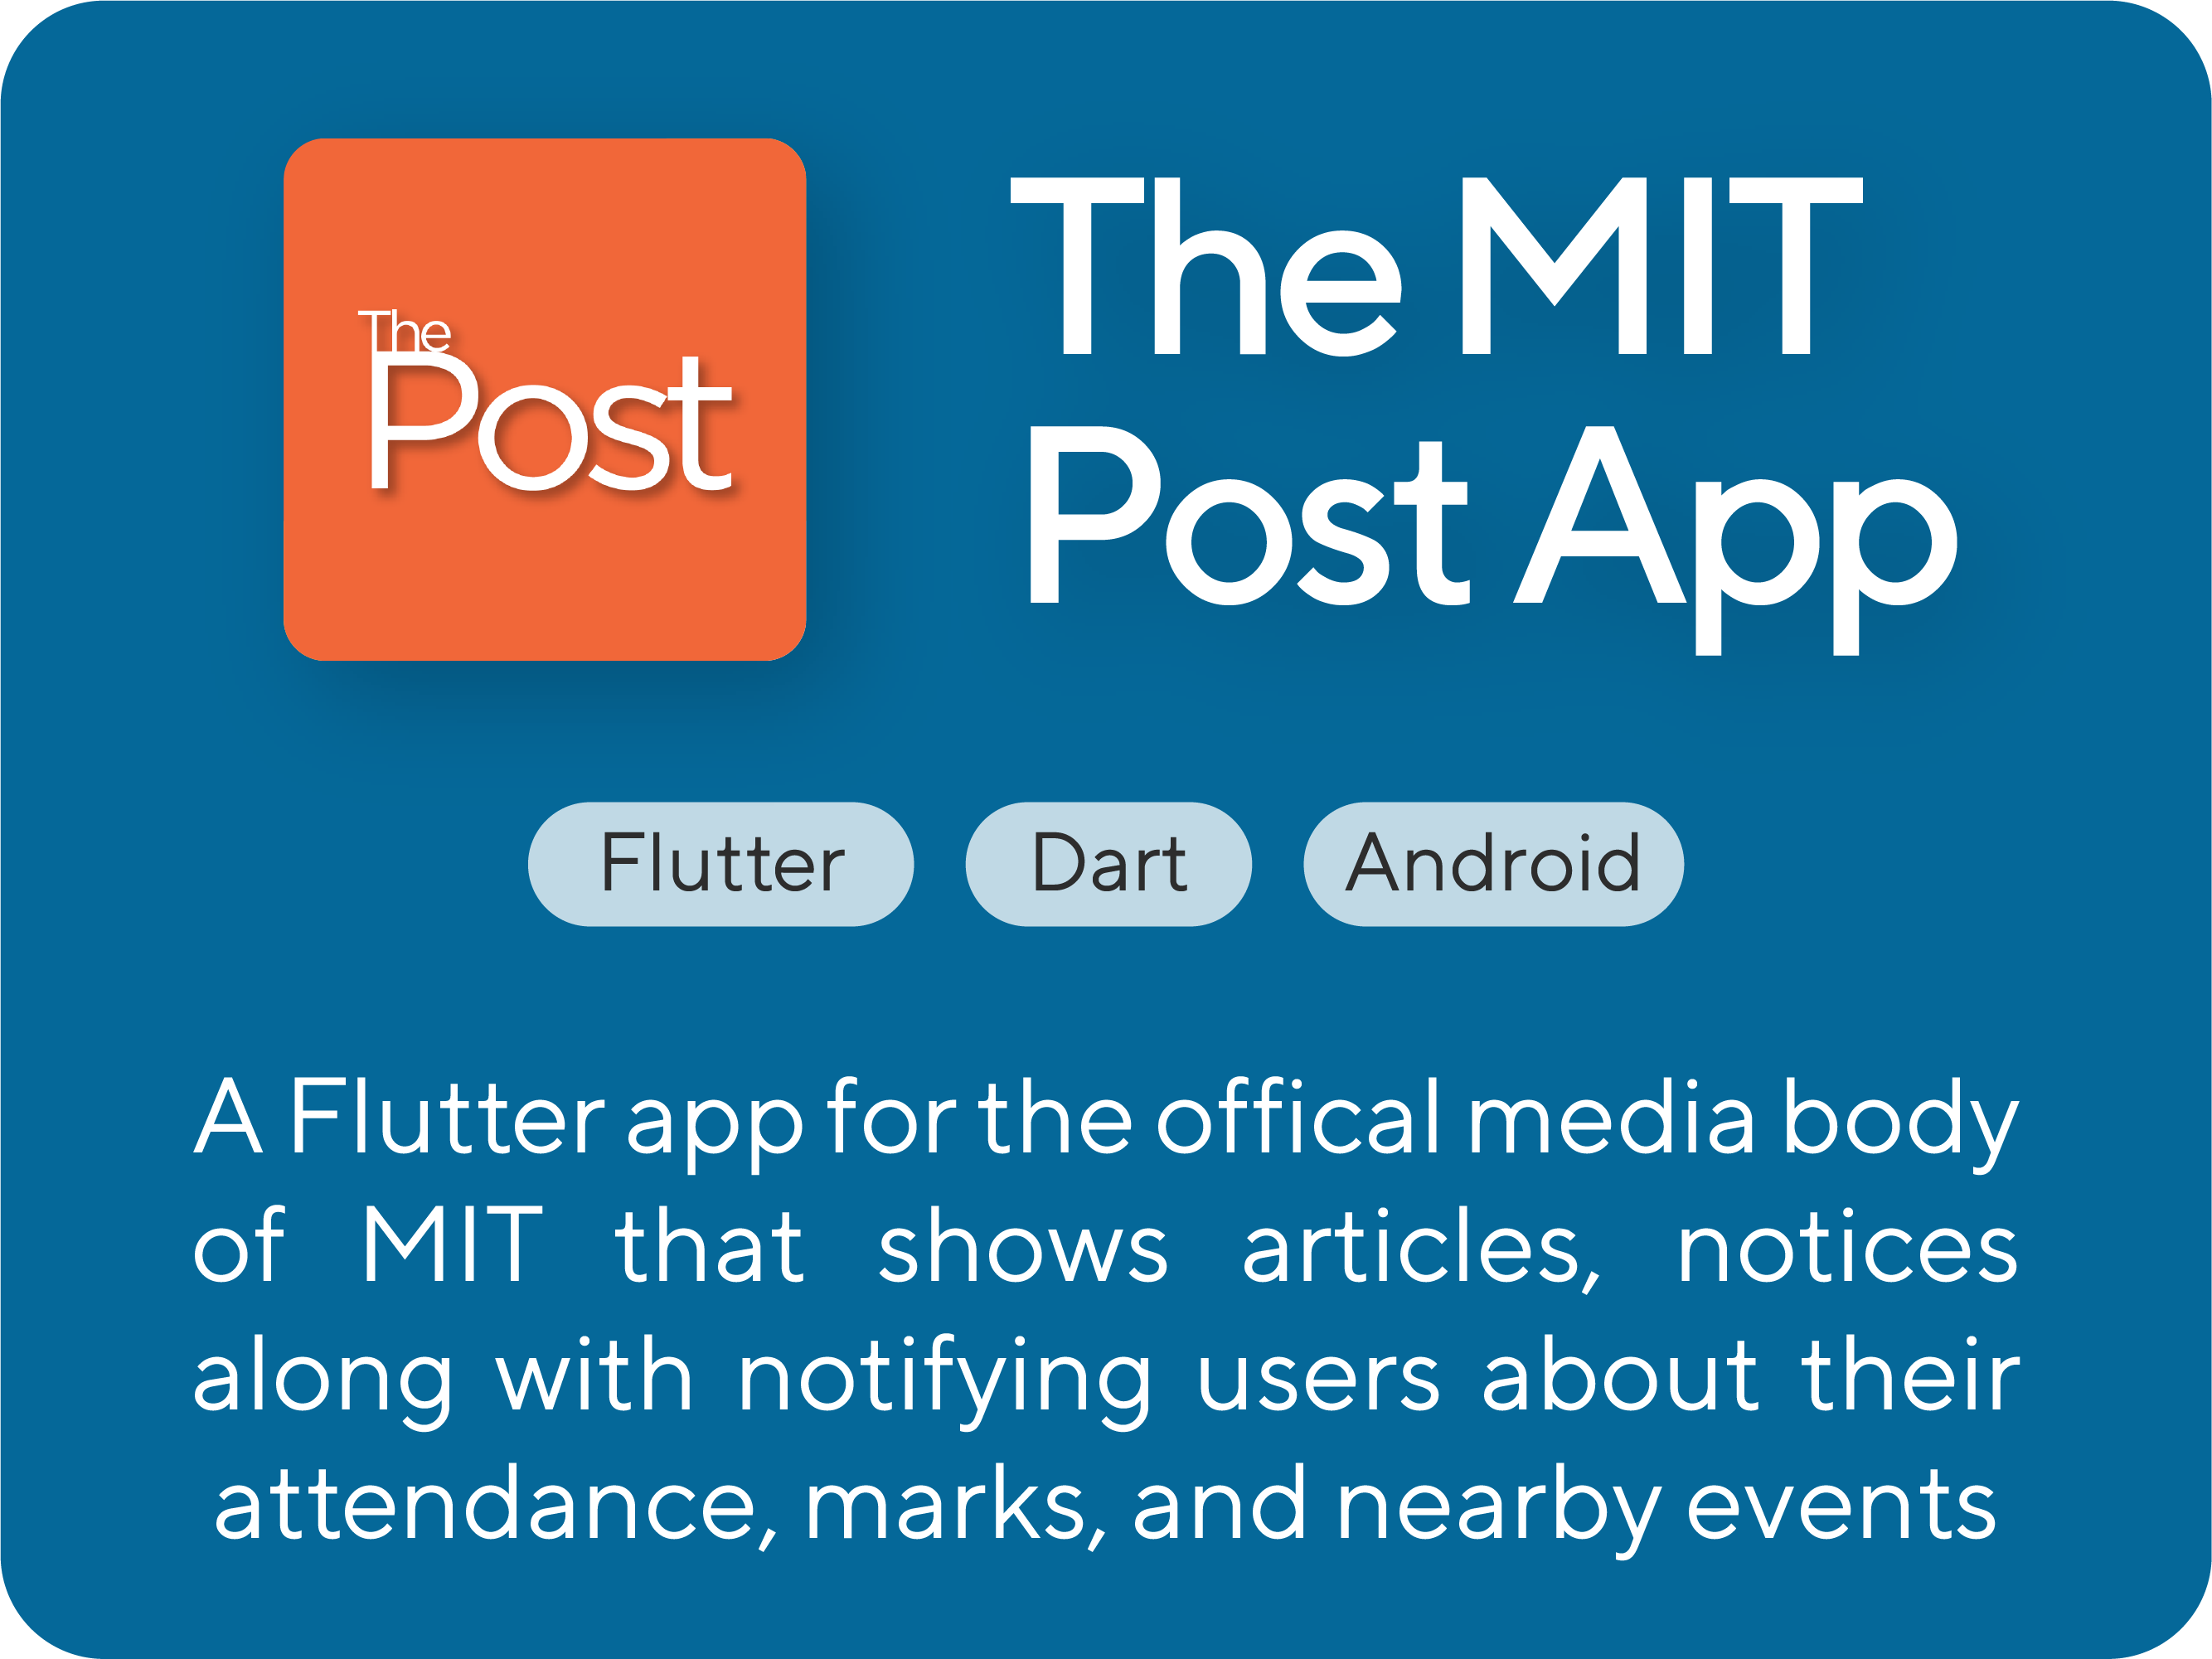 The
Post
The MIT
Post App
Flutter
Dart
Android
A Flutter app for the offical media body
of MIT that shows articles, notices
along with notifying users about their
attendance, marks, and nearby events